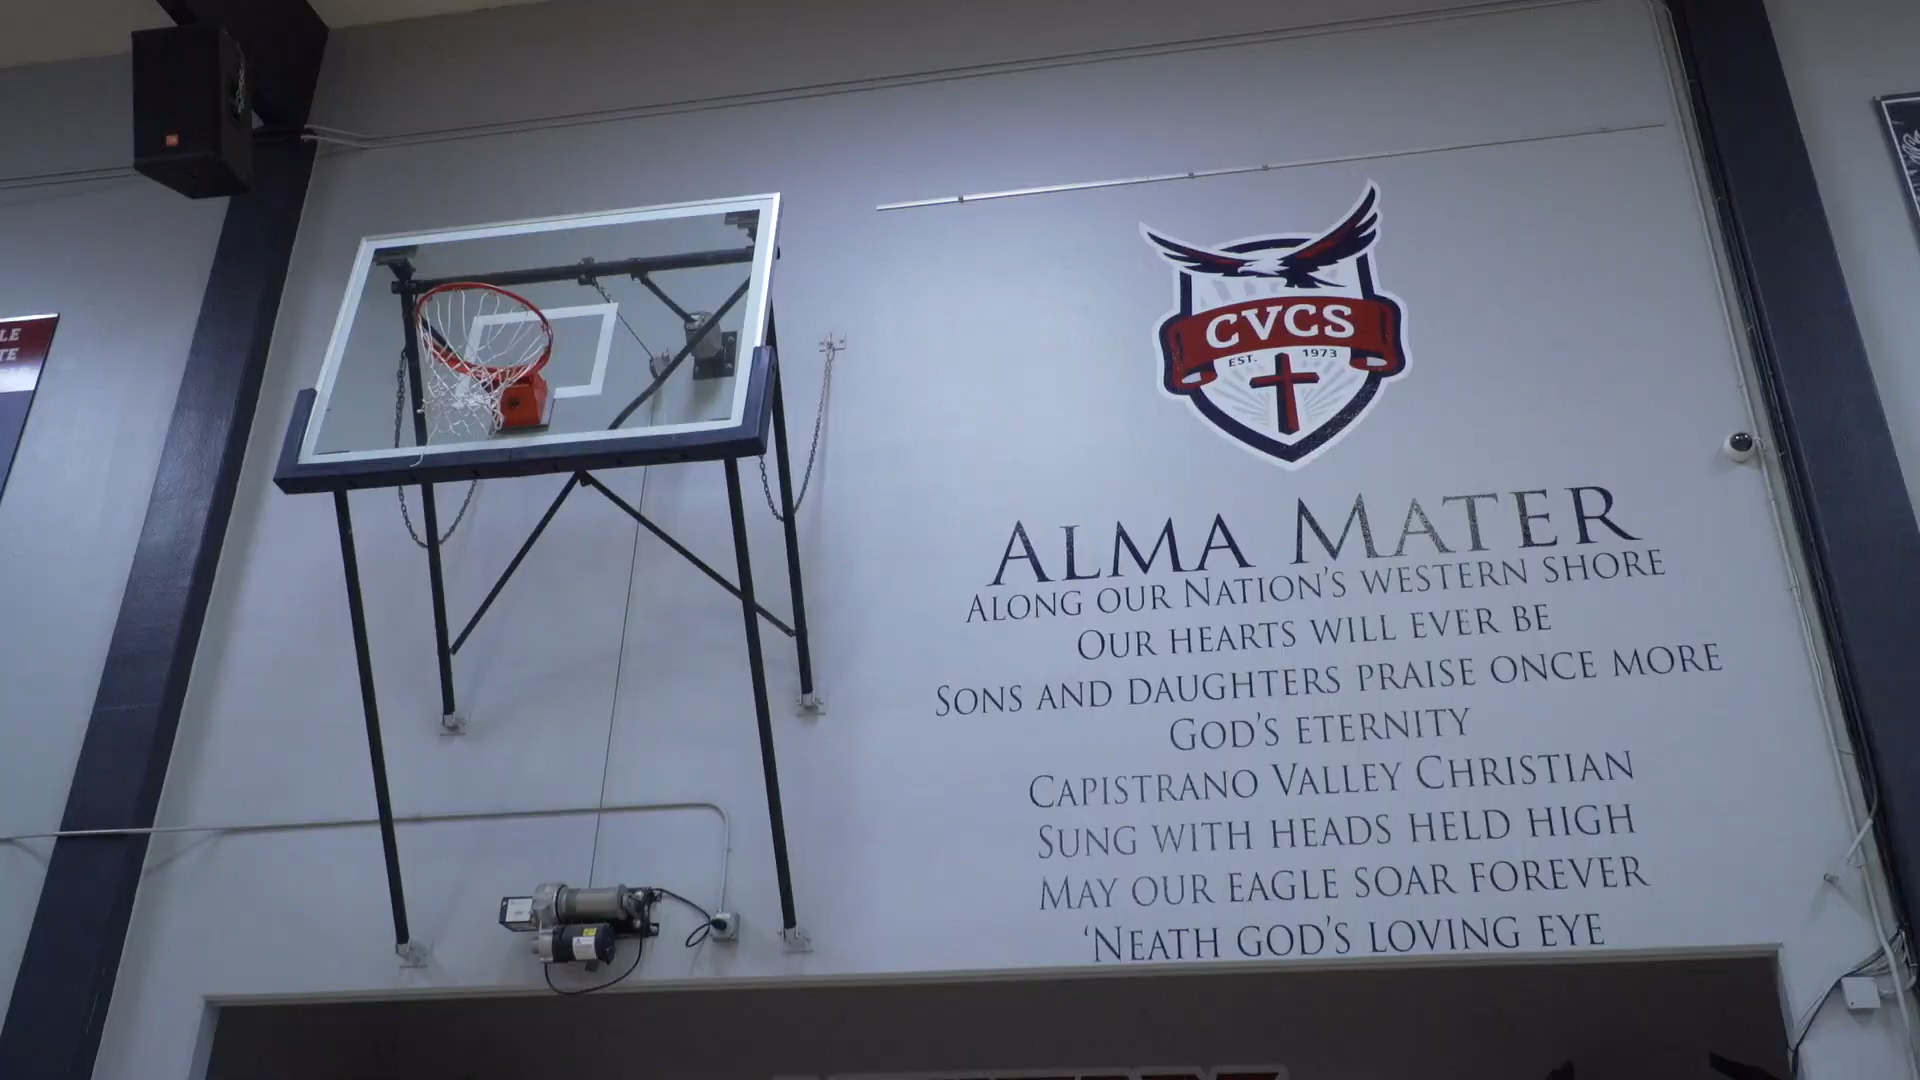 LE
TE
CVCS
EST. 1973
ALMA MATER
ALONG OUR NATION'S WESTERN SHORE
OUR HEARTS WILL EVER BE
SONS AND DAUGHTERS PRAISE ONCE MORE
GOD'S ETERNITY
CAPISTRANO VALLEY CHRISTIAN
SUNG WITH HEADS HELD HIGH
MAY OUR EAGLE SOAR FOREVER
'NEATH GOD'S LOVING EYE